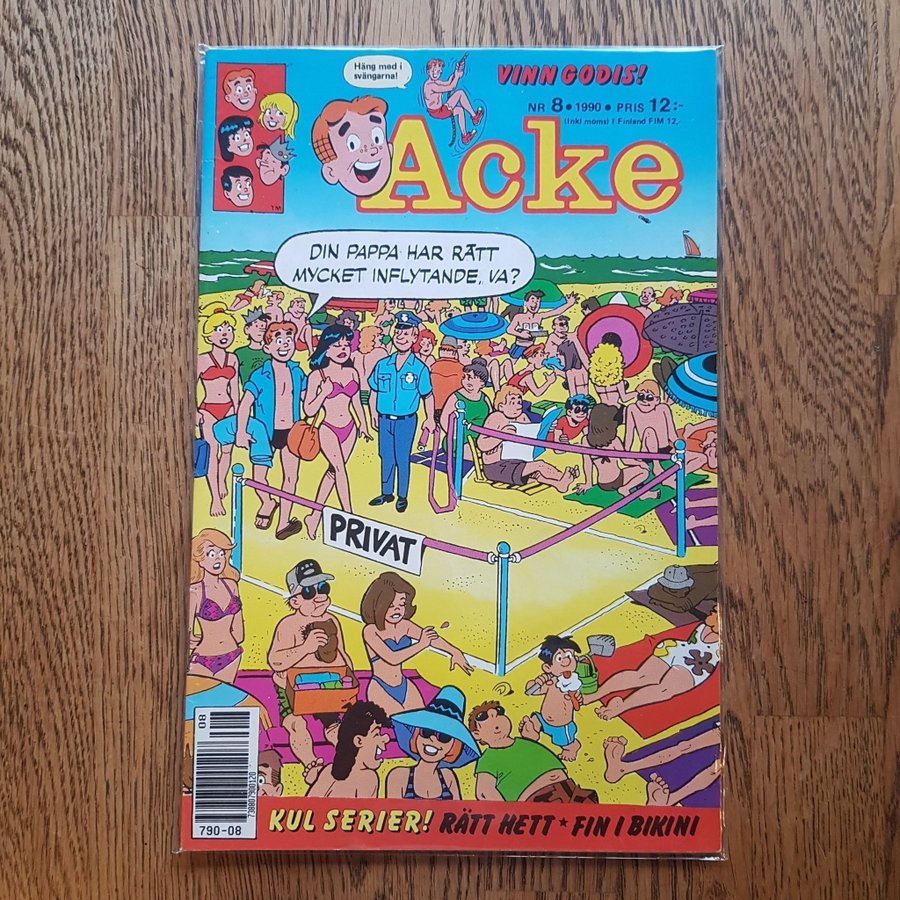 Häng med i
svängarna!
VINN GODIS!
NR 8 • 1990 • PRIS 12:-
(Inkl moms) I Finland FIM 12,-
Acke
TM
DIN PAPPA HAR RÄTT
MYCKET INFLYTANDE, VA?
PRIVAT
80
790-08
KUL SERIER! RÄTT HETT ★ FIN I BIKINI